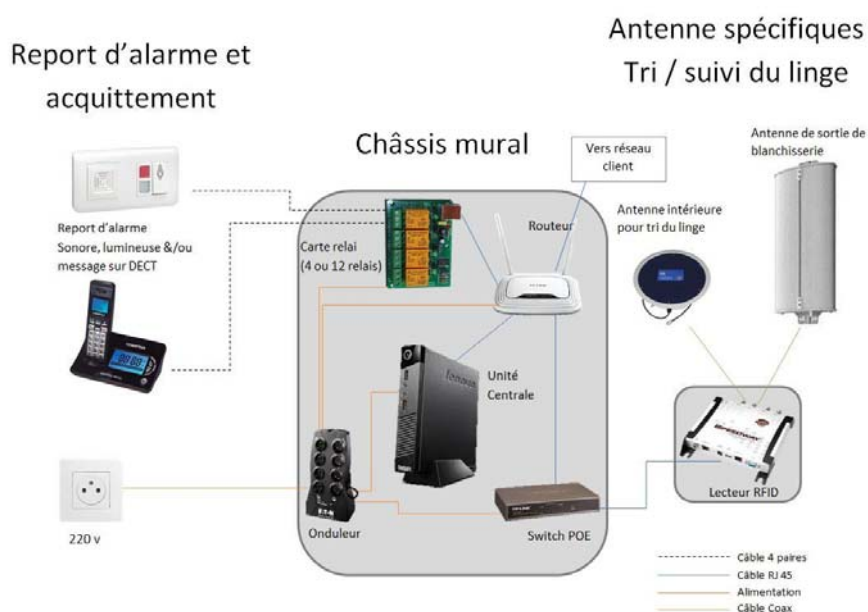 Report d’alarme et
acquittement
Antenne spécifiques
Tri / suivi du linge
Châssis mural
Vers réseau
client
Antenne de sortie de
blanchisserie
Report d’alarme
Sonore, lumineuse &/ou
message sur DECT
Carte relai
(4 ou 12 relais)
Routeur
Antenne intérieure
pour tri du linge
lenovo
Unité
Centrale
Lecteur RFID
220 v
Onduleur
Switch POE
Câble 4 paires
Câble RJ 45
Alimentation
Câble Coax